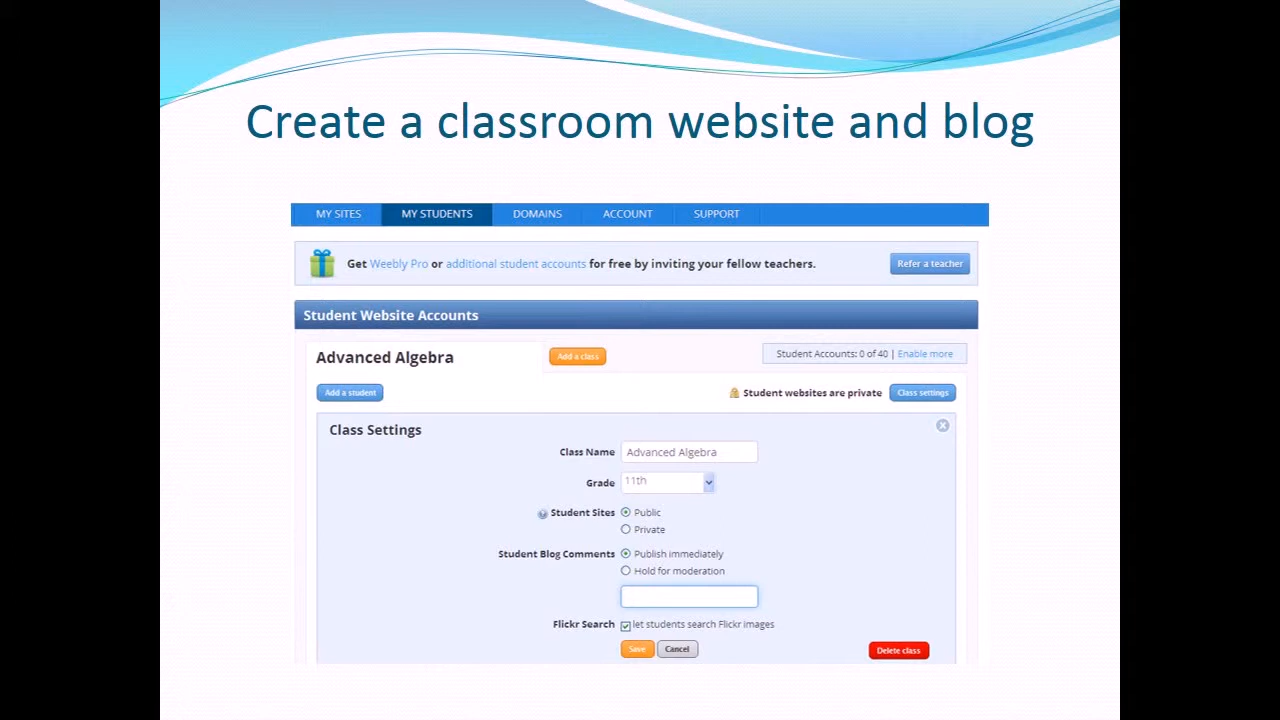 Create a classroom website and blog
MY SITES MY STUDENTS DOMAINS ACCOUNT SUPPORT
Get Weebly Pro or additional student accounts for free by inviting your fellow teachers. Refer a teacher
Student Website Accounts
Advanced Algebra Add a class Student Accounts: 0 of 40 | Enable more
Add a student Student websites are private Class settings
Class Settings
Class Name Advanced Algebra
Grade 11th
Student Sites Public
Private
Student Blog Comments Publish immediately
Hold for moderation
Flickr Search let students search Flickr images
Save Cancel Delete class